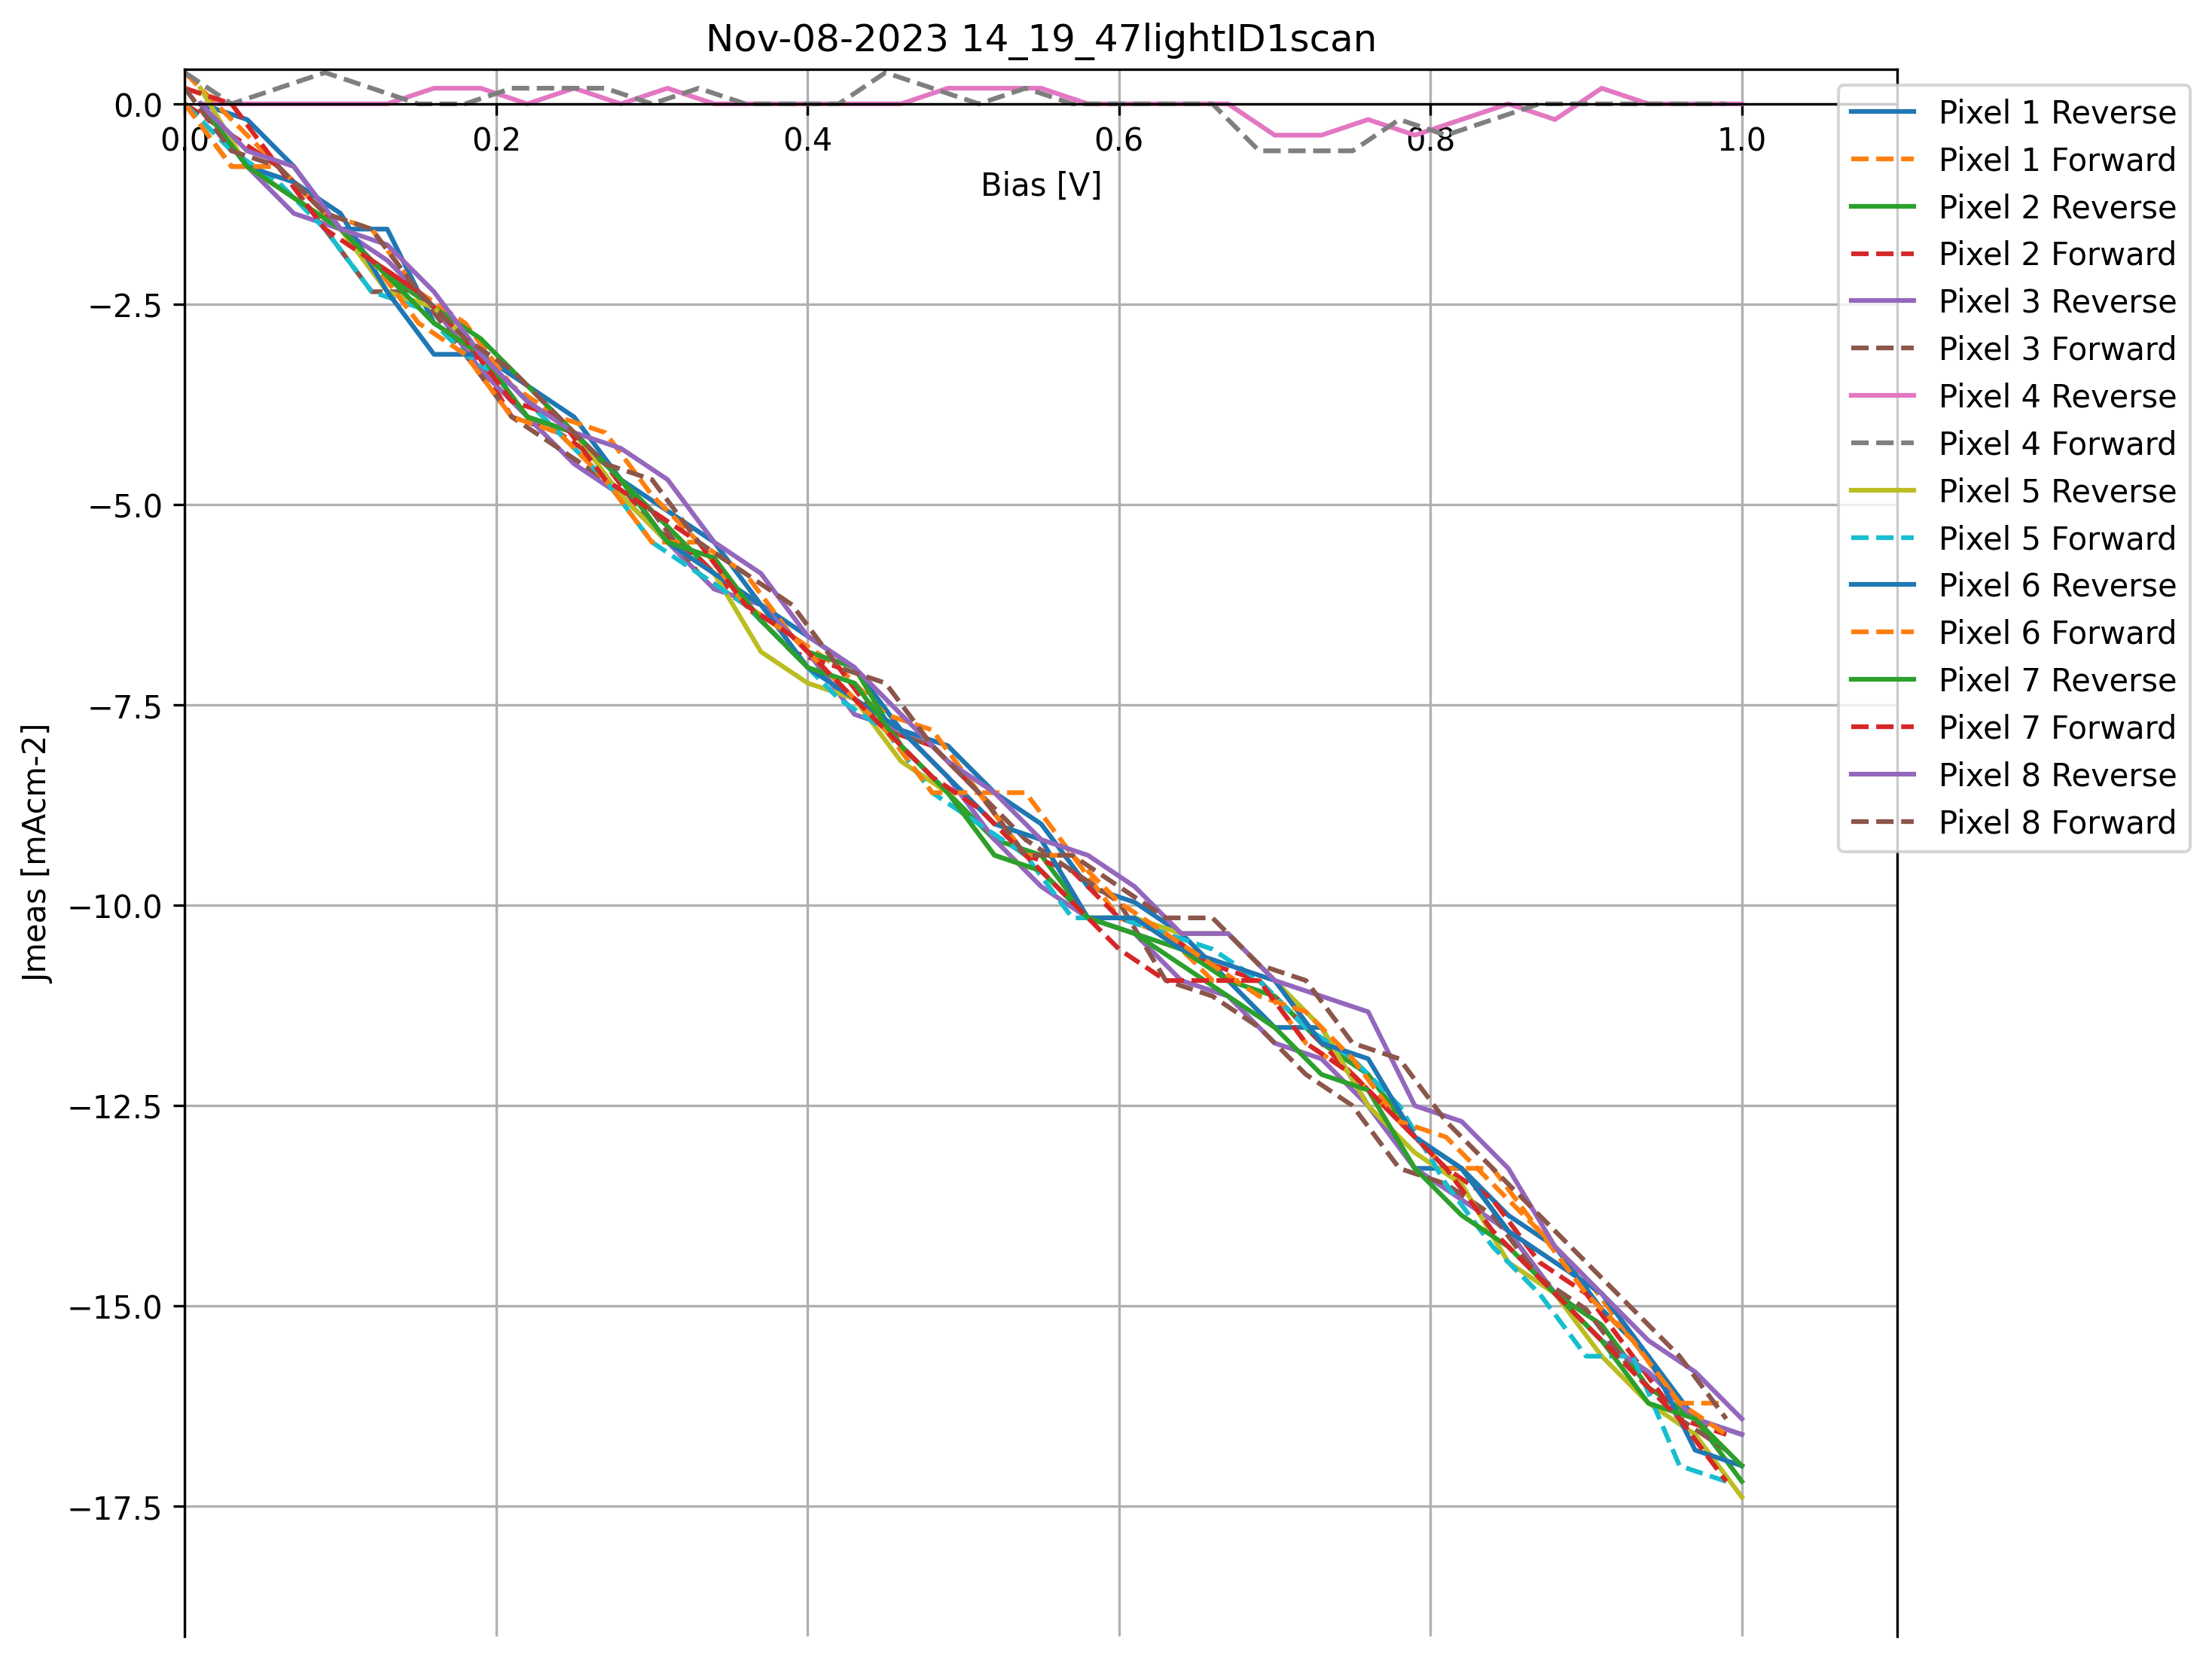 Nov-08-2023 14_19_47lightID1scan
0.0
−2.5
−5.0
−7.5
−10.0
−12.5
−15.0
−17.5
Jmeas [mAcm-2]
0.0 0.2 0.4 0.6 0.8 1.0
Bias [V]
Pixel 1 Reverse
Pixel 1 Forward
Pixel 2 Reverse
Pixel 2 Forward
Pixel 3 Reverse
Pixel 3 Forward
Pixel 4 Reverse
Pixel 4 Forward
Pixel 5 Reverse
Pixel 5 Forward
Pixel 6 Reverse
Pixel 6 Forward
Pixel 7 Reverse
Pixel 7 Forward
Pixel 8 Reverse
Pixel 8 Forward